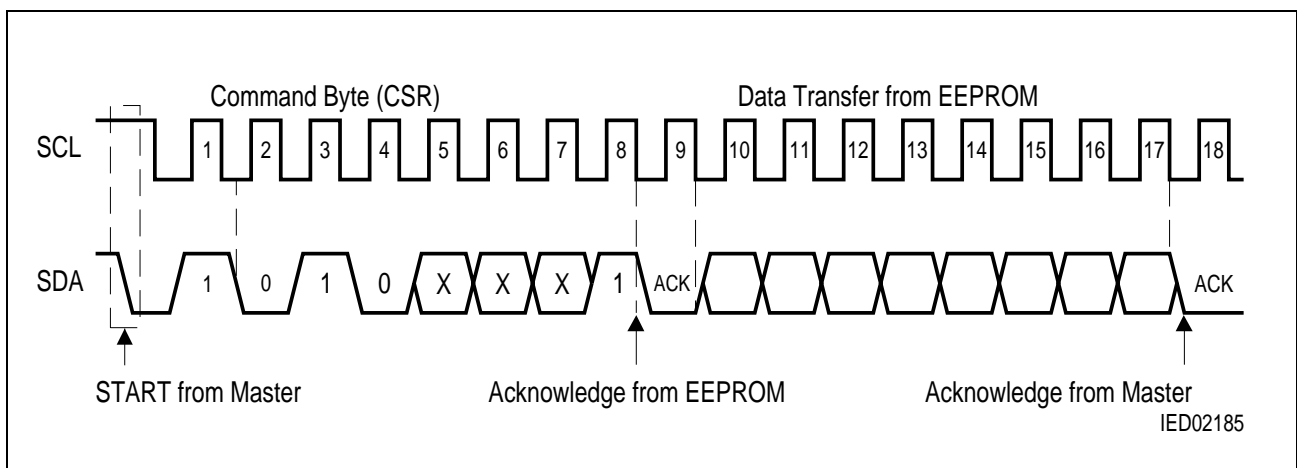 Command Byte (CSR) Data Transfer from EEPROM
SCL 1 2 3 4 5 6 7 8 9 10 11 12 13 14 15 16 17 18
SDA 1 0 1 0 X X X 1 ACK ACK
START from Master Acknowledge from EEPROM Acknowledge from Master
IED02185